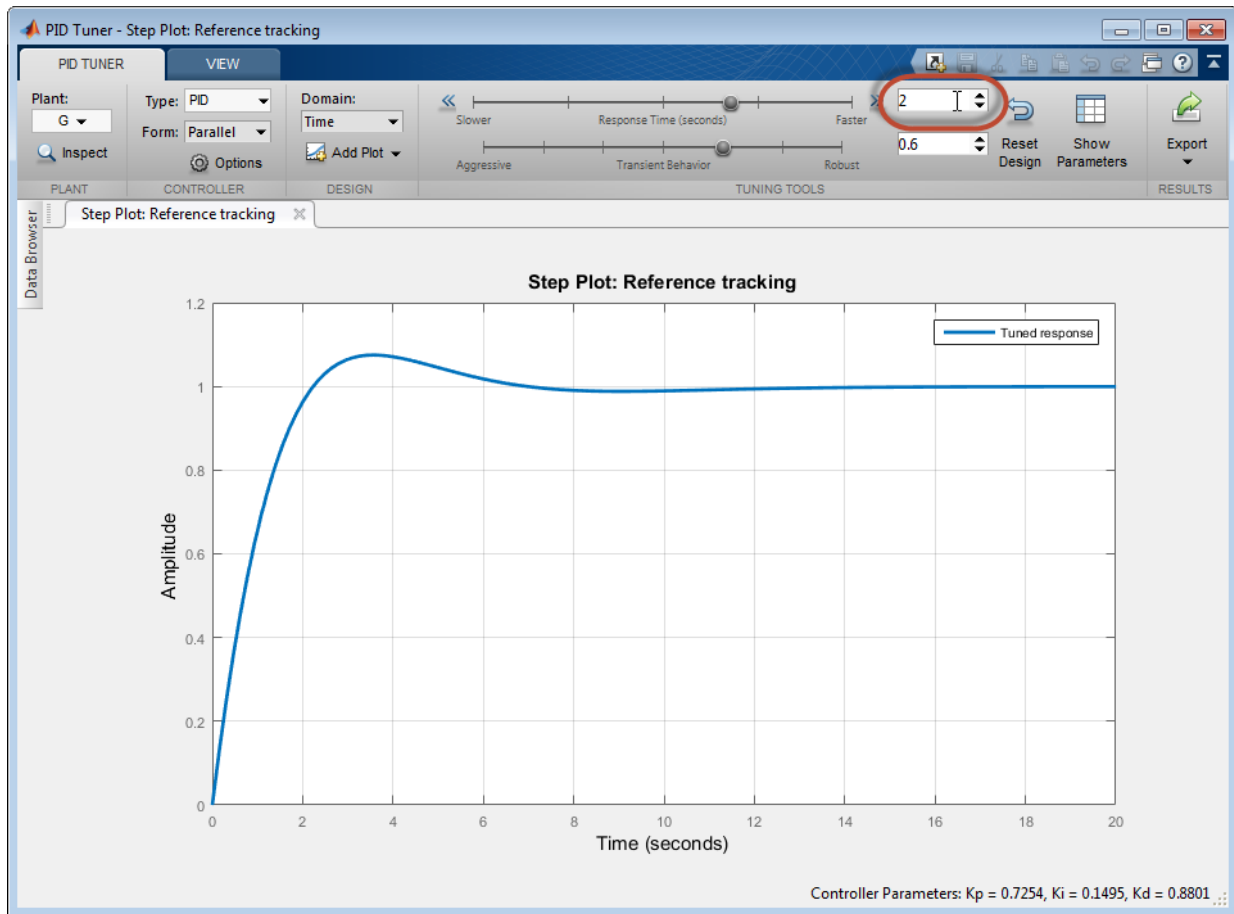 PID Tuner - Step Plot: Reference tracking
PID TUNER
VIEW
Plant:
G
Inspect
PLANT
Type: PID
Form: Parallel
Options
CONTROLLER
Domain:
Time
Add Plot
DESIGN
Slower
Response Time (seconds)
Faster
2
Aggressive
Transient Behavior
Robust
0.6
Reset
Design
Show
Parameters
TUNING TOOLS
Export
RESULTS
Data Browser
Step Plot: Reference tracking
Step Plot: Reference tracking
Tuned response
1.2
1
0.8
0.6
0.4
0.2
0
Amplitude
0 2 4 6 8 10 12 14 16 18 20
Time (seconds)
Controller Parameters: Kp = 0.7254, Ki = 0.1495, Kd = 0.8801